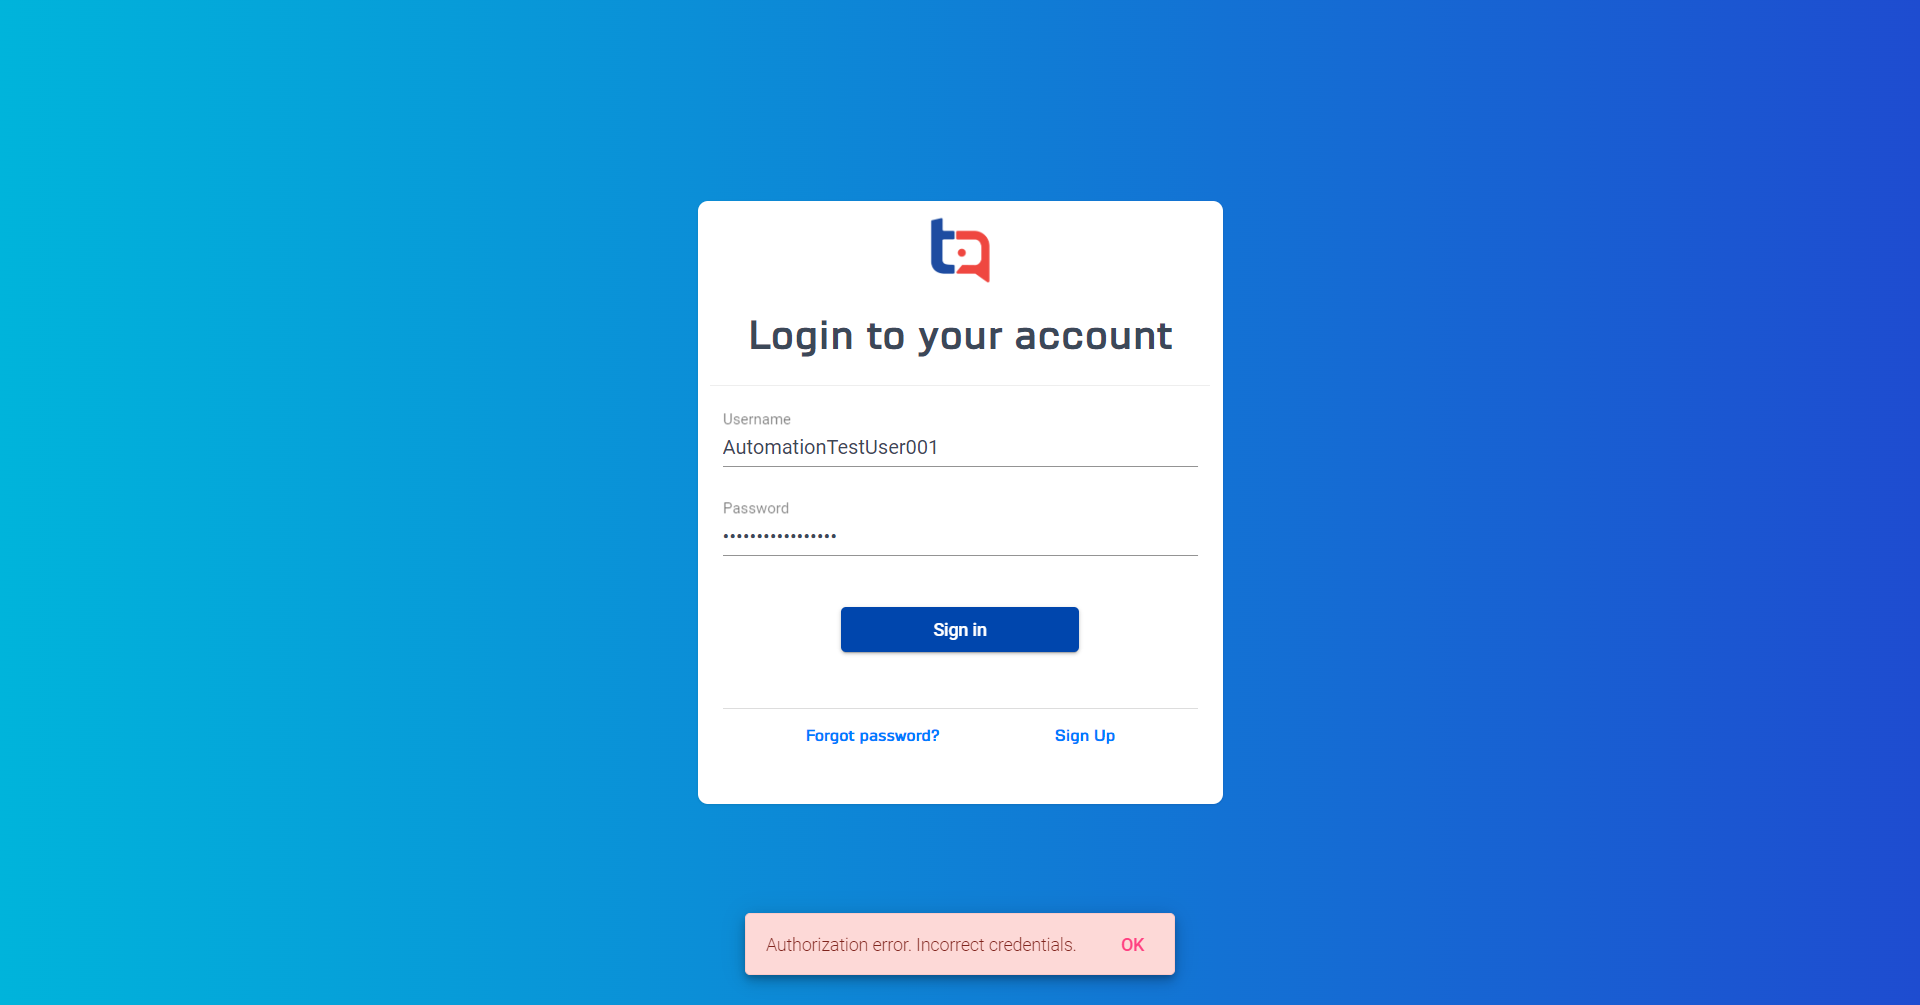 Login to your account
Username
AutomationTestUser001
Password
•••••••••••••••••
Sign in
Forgot password? Sign Up
Authorization error. Incorrect credentials. OK